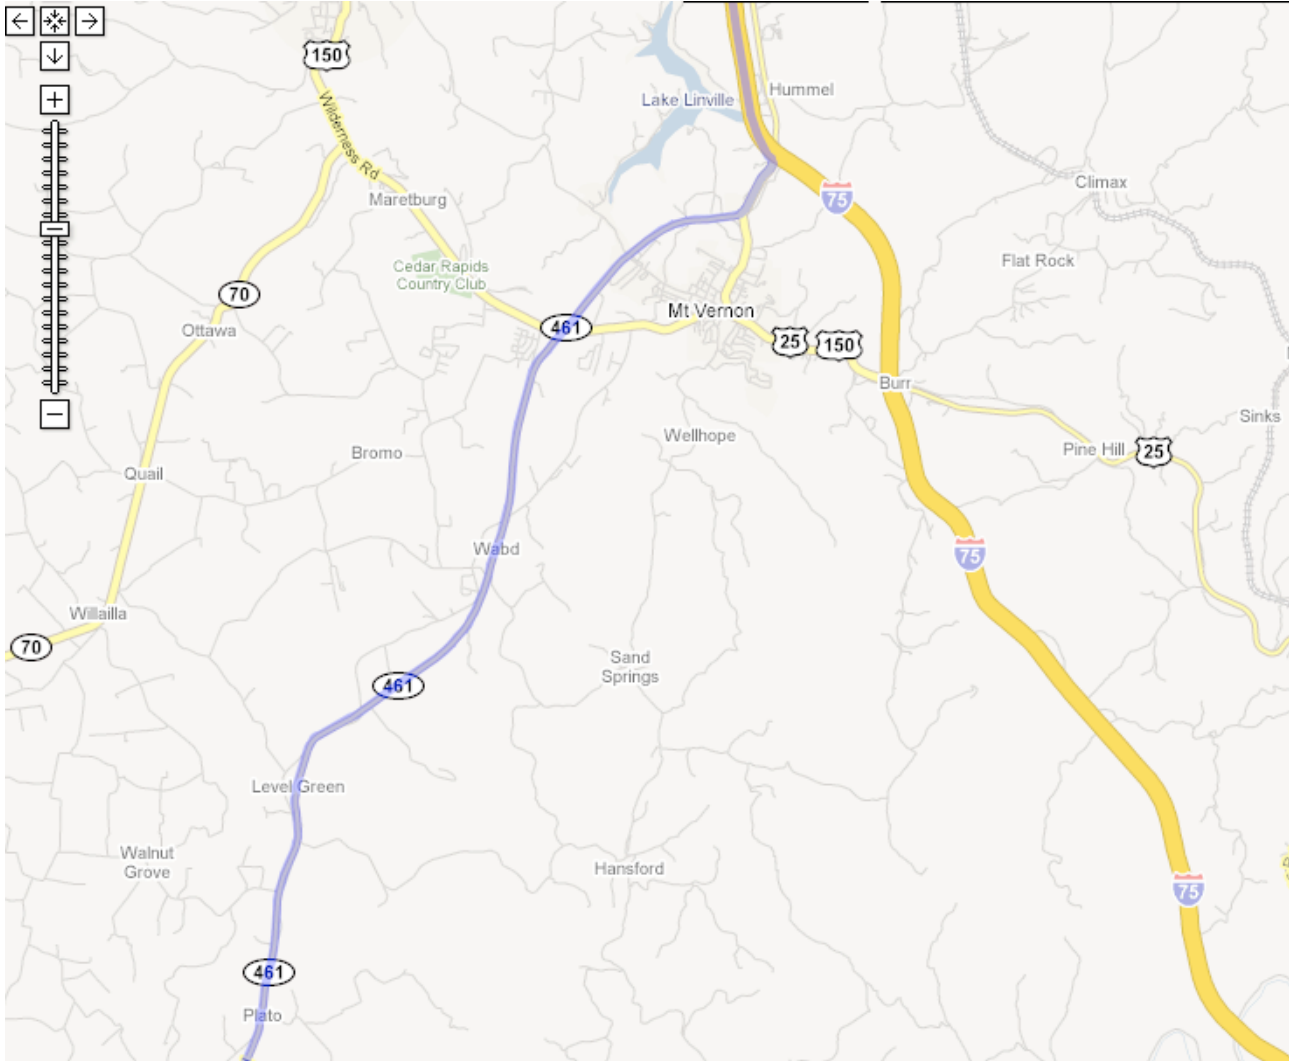 150
Wilderness Rd
Lake Linville
Hummel
Maretburg
75
Climax
Cedar Rapids
Country Club
Flat Rock
70
Ottawa
461
Mt Vernon
25
150
Burr
Sinks
Wellhope
Pine Hill
25
Bromo
Quail
Wabd
75
Willailla
70
Sand
Springs
461
Level Green
Walnut
Grove
Hansford
75
461
Plato